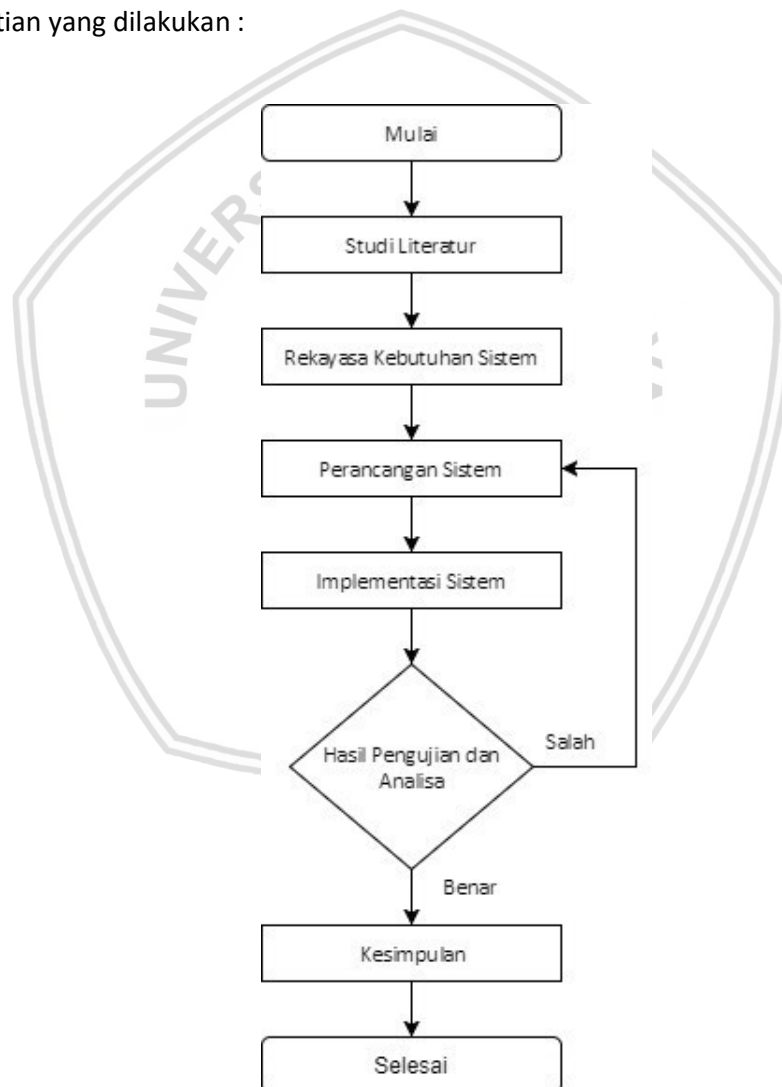 tian yang dilakukan :
Mulai
Studi Literatur
Rekayasa Kebutuhan Sistem
Perancangan Sistem
Implementasi Sistem
Hasil Pengujian dan
Analisa
Salah
Benar
Kesimpulan
Selesai